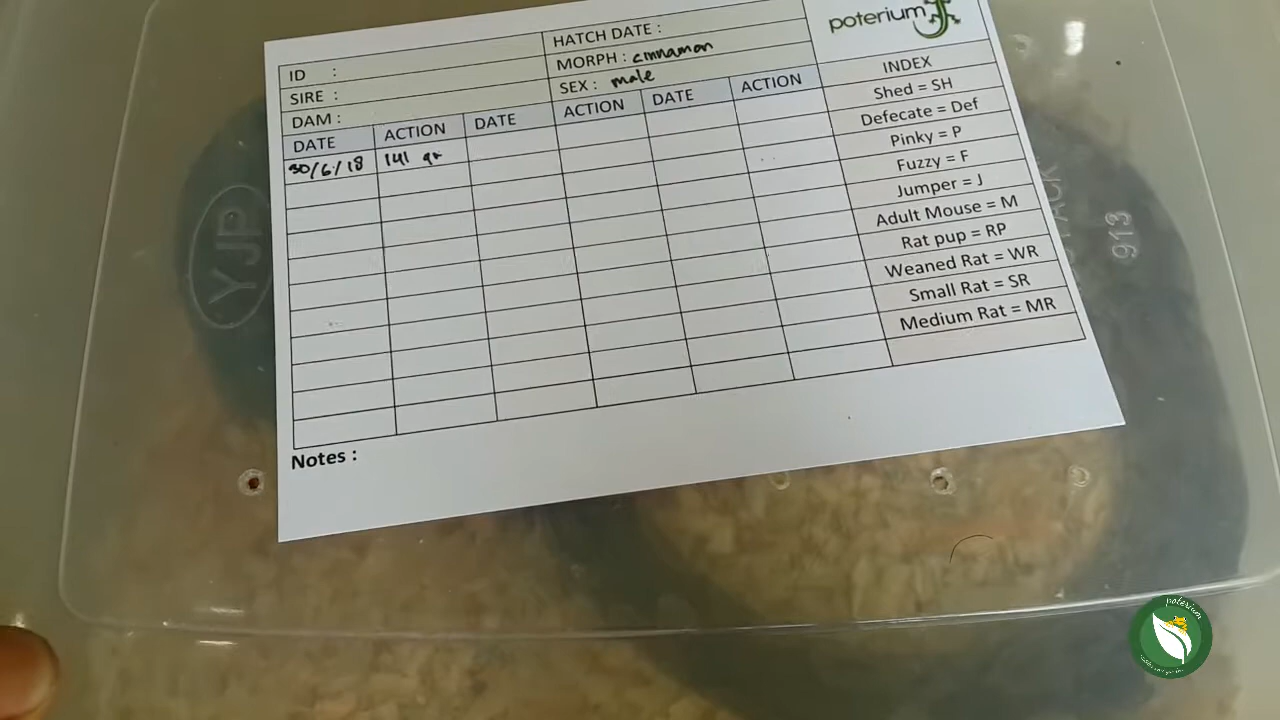 ID :
SIRE :
DAM :
HATCH DATE :
MORPH : cinnamon
SEX : male
poterium
DATE ACTION DATE ACTION DATE ACTION
30/6/18 141 gr
INDEX
Shed = SH
Defecate = Def
Pinky = P
Fuzzy = F
Jumper = J
Adult Mouse = M
Rat pup = RP
Weaned Rat = WR
Small Rat = SR
Medium Rat = MR
Notes :
YJP
913
poterium